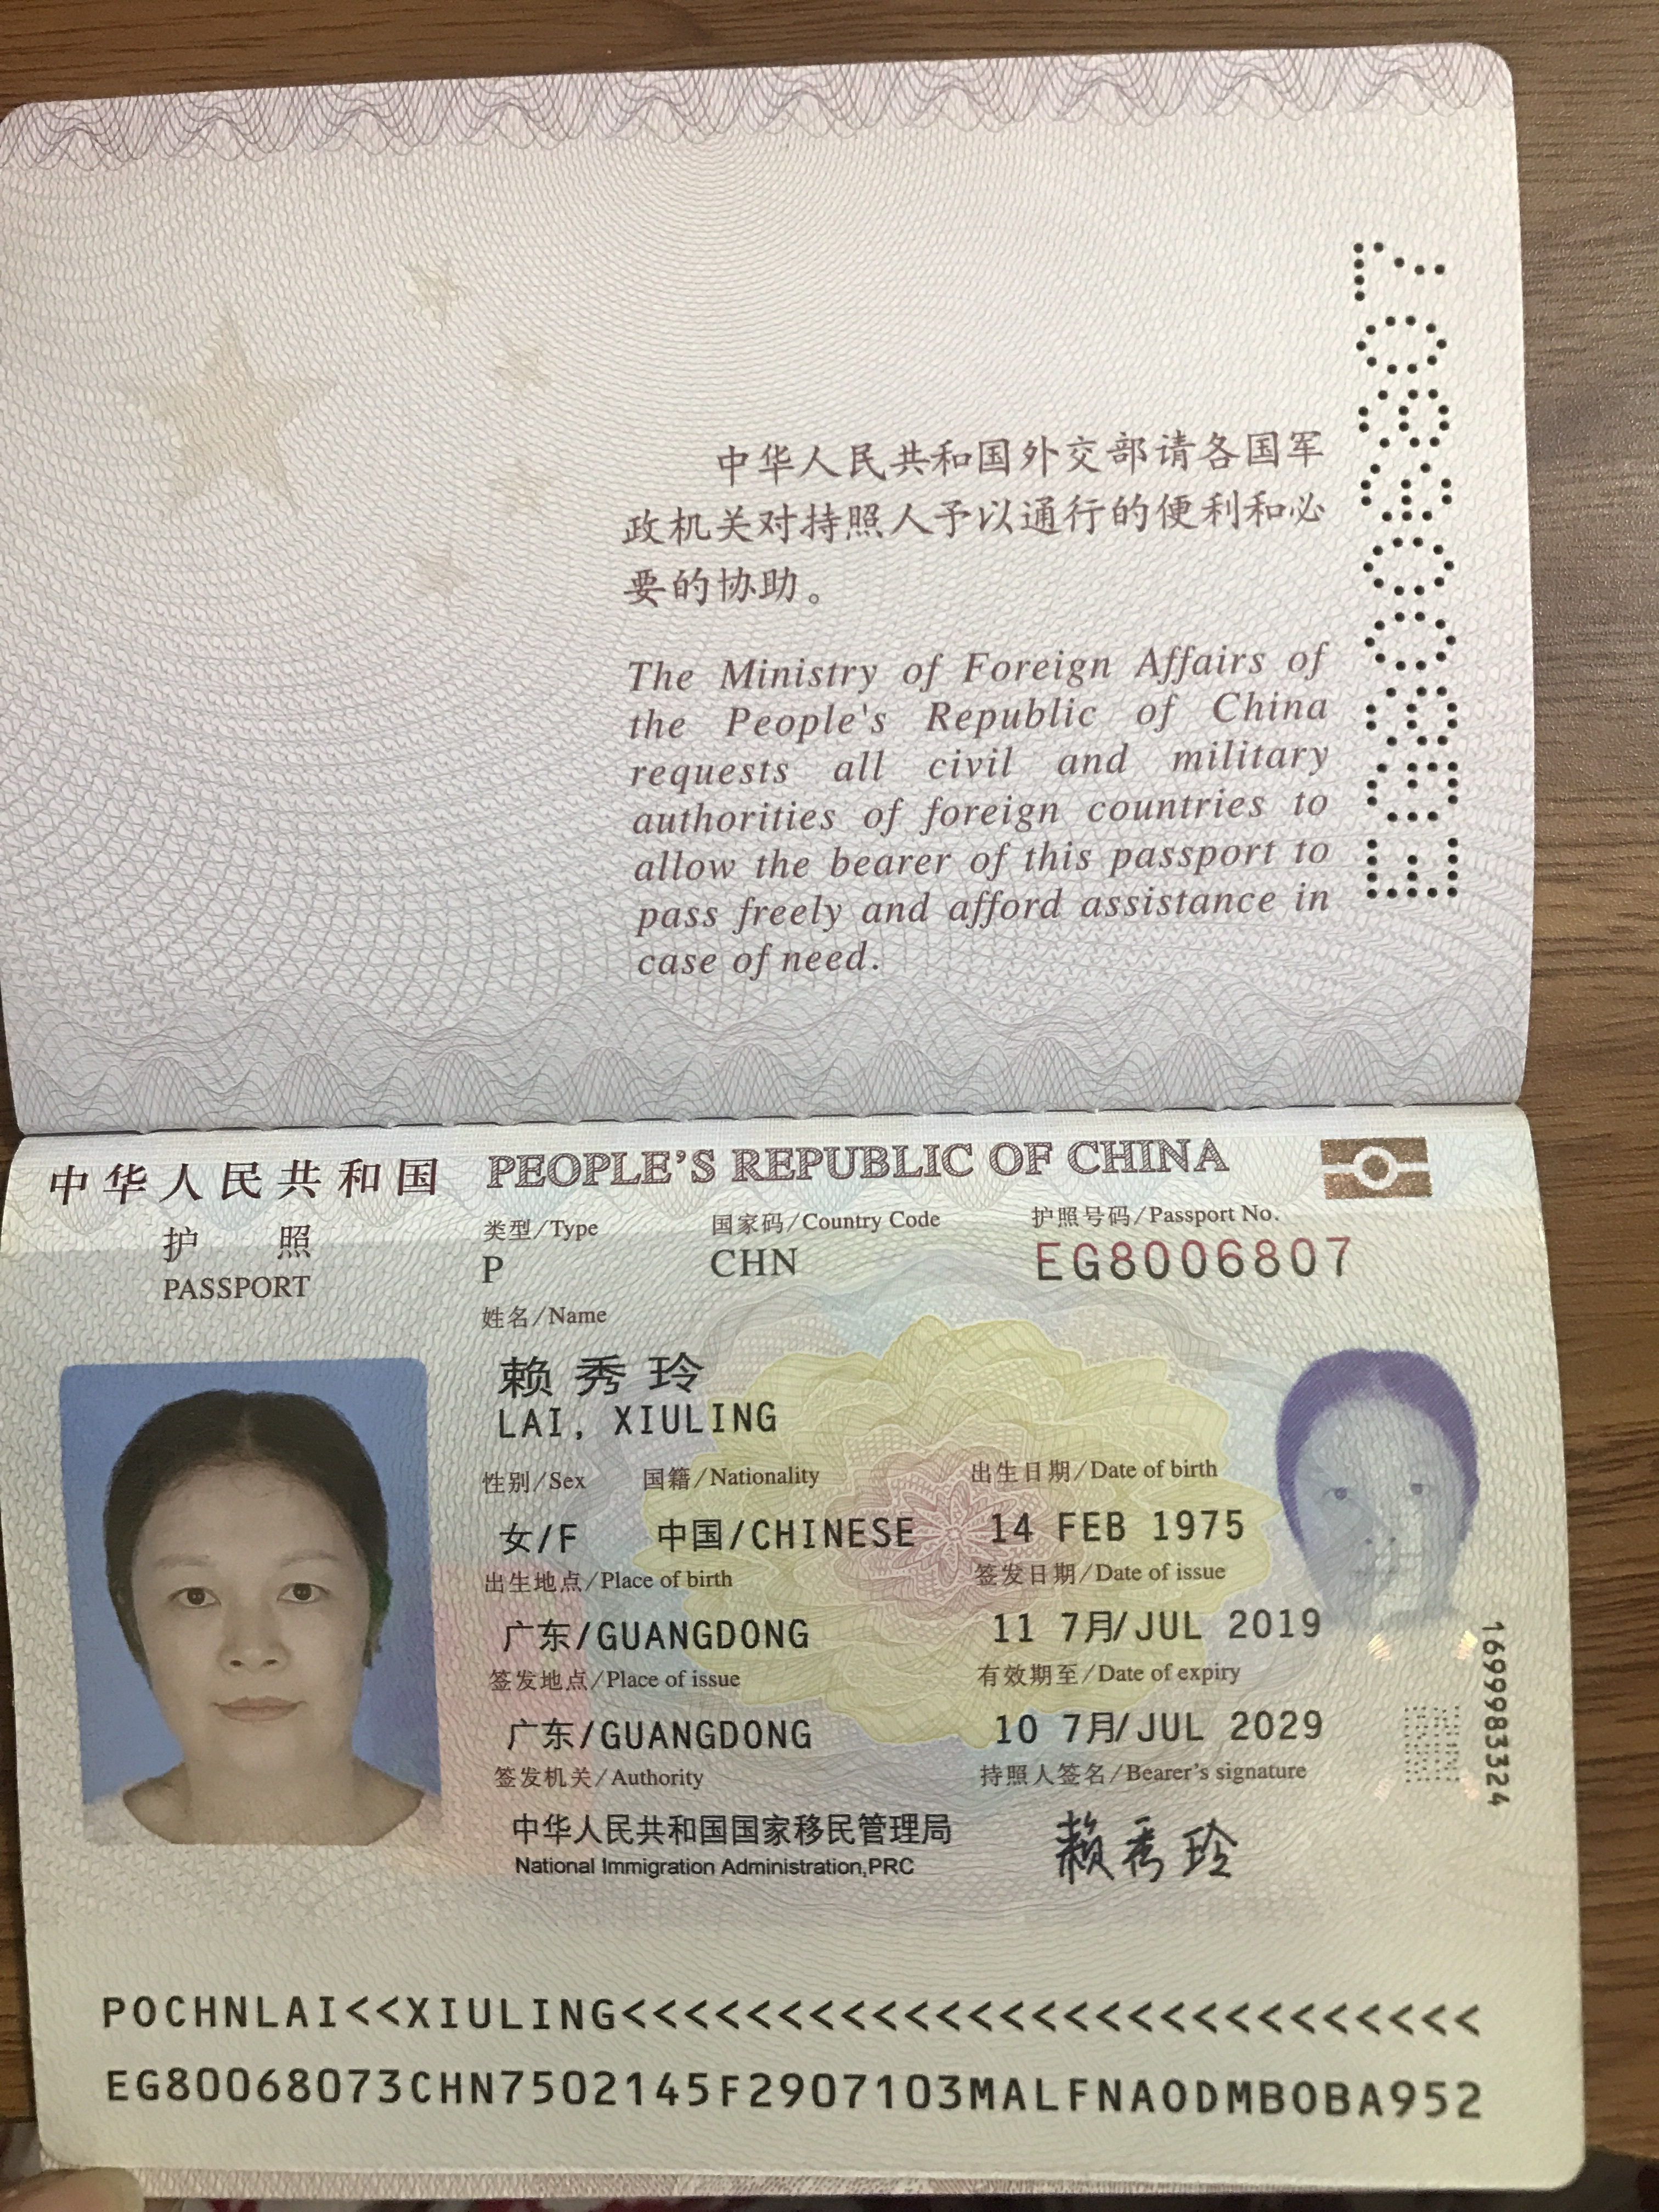 中华人民共和国外交部请各国军
政机关对持照人予以通行的便利和必
要的协助。
The Ministry of Foreign Affairs of
the People's Republic of China
requests all civil and military
authorities of foreign countries to
allow the bearer of this passport to
pass freely and afford assistance in
case of need.
EG8006807
中华人民共和国 PEOPLE'S REPUBLIC OF CHINA
护照
PASSPORT
类型/Type 国家码/Country Code 护照号码/Passport No.
P CHN EG8006807
姓名/Name
赖秀玲
LAI, XIULING
性别/Sex 国籍/Nationality 出生日期/Date of birth
女/F 中国/CHINESE 14 FEB 1975
出生地点/Place of birth 签发日期/Date of issue
广东/GUANGDONG 11 7月/JUL 2019
签发地点/Place of issue 有效期至/Date of expiry
广东/GUANGDONG 10 7月/JUL 2029
签发机关/Authority 持照人签名/Bearer's signature
中华人民共和国国家移民管理局 赖秀玲
National Immigration Administration,PRC
1699983324
POCHNLAI<<XIULING<<<<<<<<<<<<<<<<<<<<<<<<<<<
EG80068073CHN7502145F2907103MALFNAODMBOBA952